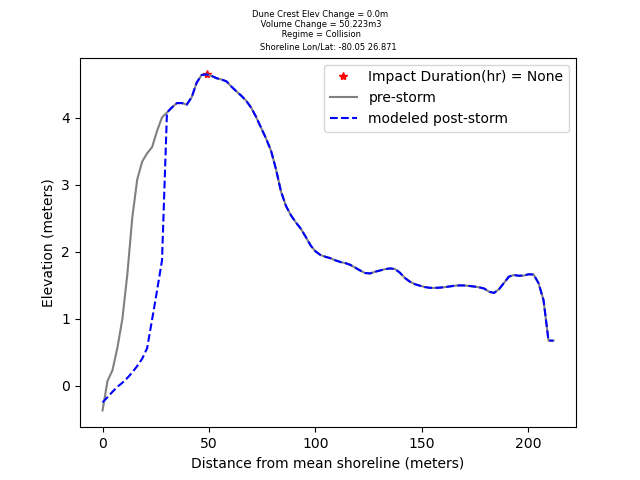 Dune Crest Elev Change = 0.0m
Volume Change = 50.223m3
Regime = Collision
Shoreline Lon/Lat: -80.05 26.871
Impact Duration(hr) = None
pre-storm
modeled post-storm
Elevation (meters)
4
3
2
1
0
0 50 100 150 200
Distance from mean shoreline (meters)